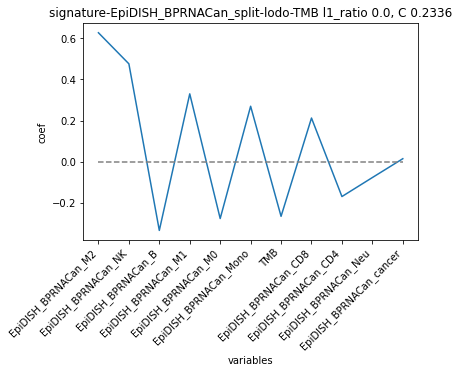 signature-EpiDISH_BPRNACan_split-lodo-TMB l1_ratio 0.0, C 0.2336
0.6
0.4
0.2
0.0
−0.2
coef
EpiDISH_BPRNACan_M2
EpiDISH_BPRNACan_NK
EpiDISH_BPRNACan_B
EpiDISH_BPRNACan_M1
EpiDISH_BPRNACan_M0
EpiDISH_BPRNACan_Mono
TMB
EpiDISH_BPRNACan_CD8
EpiDISH_BPRNACan_CD4
EpiDISH_BPRNACan_Neu
EpiDISH_BPRNACan_cancer
variables